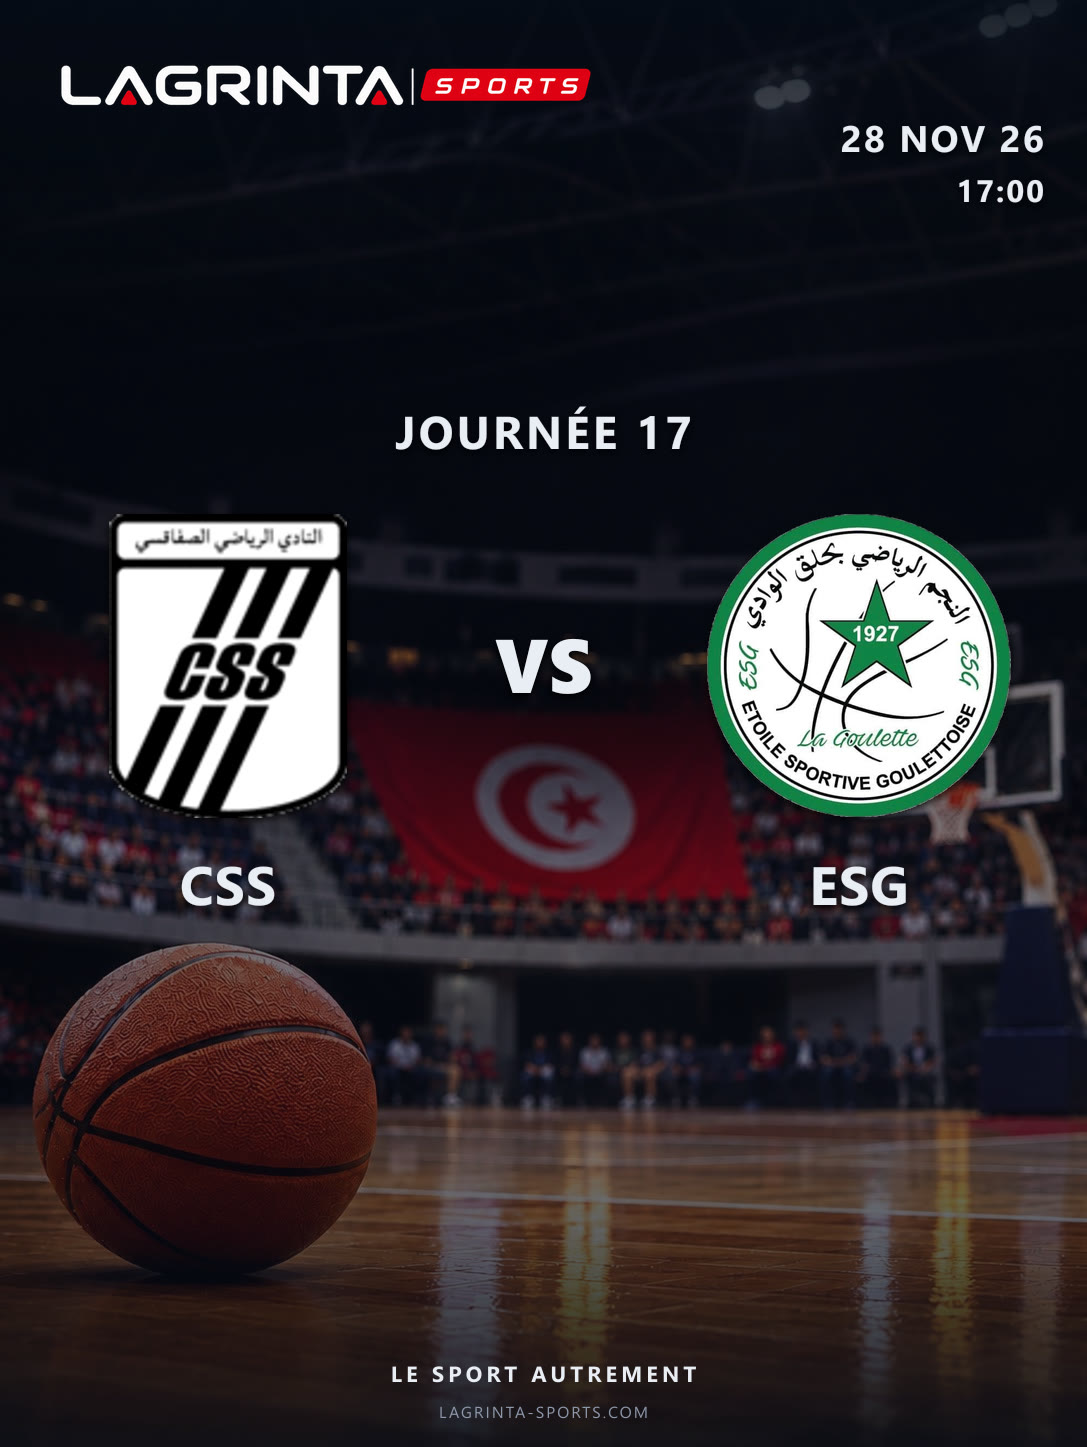 LAGRINTA SPORTS
28 NOV 26
17:00
JOURNÉE 17
النادي الرياضي الصفاقسي
CSS
VS
النجم الرياضي بحلق الوادي
1927
ESG
ESG
La Goulette
ETOILE SPORTIVE GOULETTOISE
CSS
ESG
LE SPORT AUTREMENT
LAGRINTA-SPORTS.COM